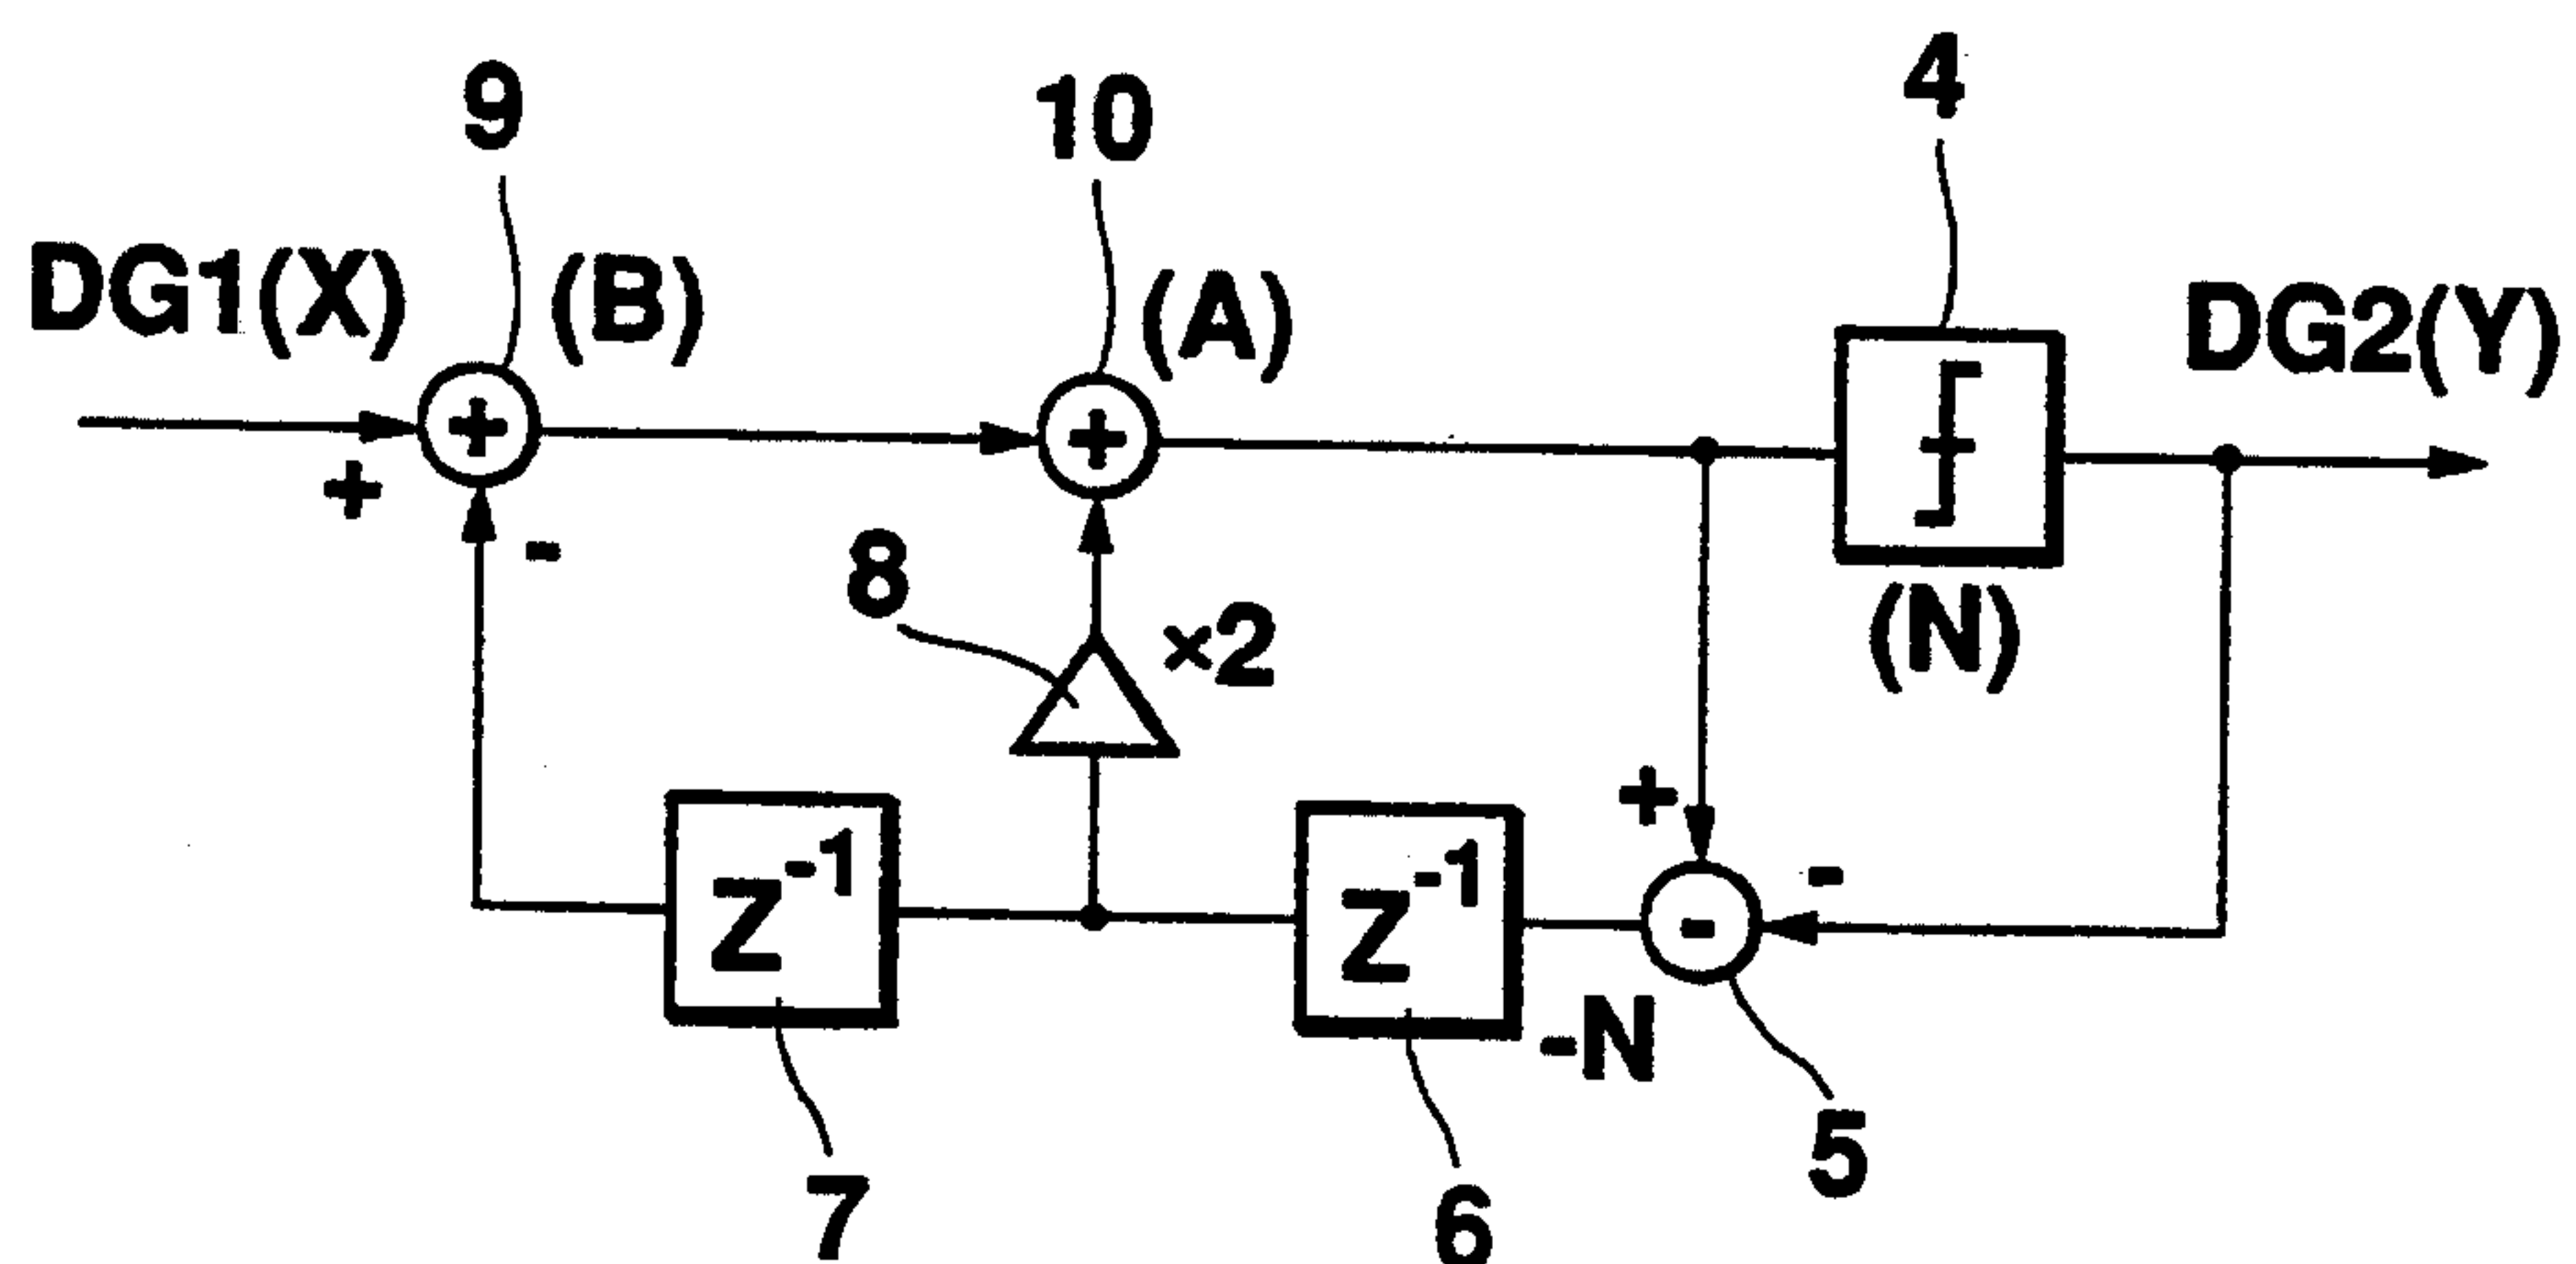 9
10
4
DG1(X)
(B)
(A)
DG2(Y)
+
+
+
-
8
×2
(N)
+
-
Z⁻¹
Z⁻¹
-
-N
5
7
6